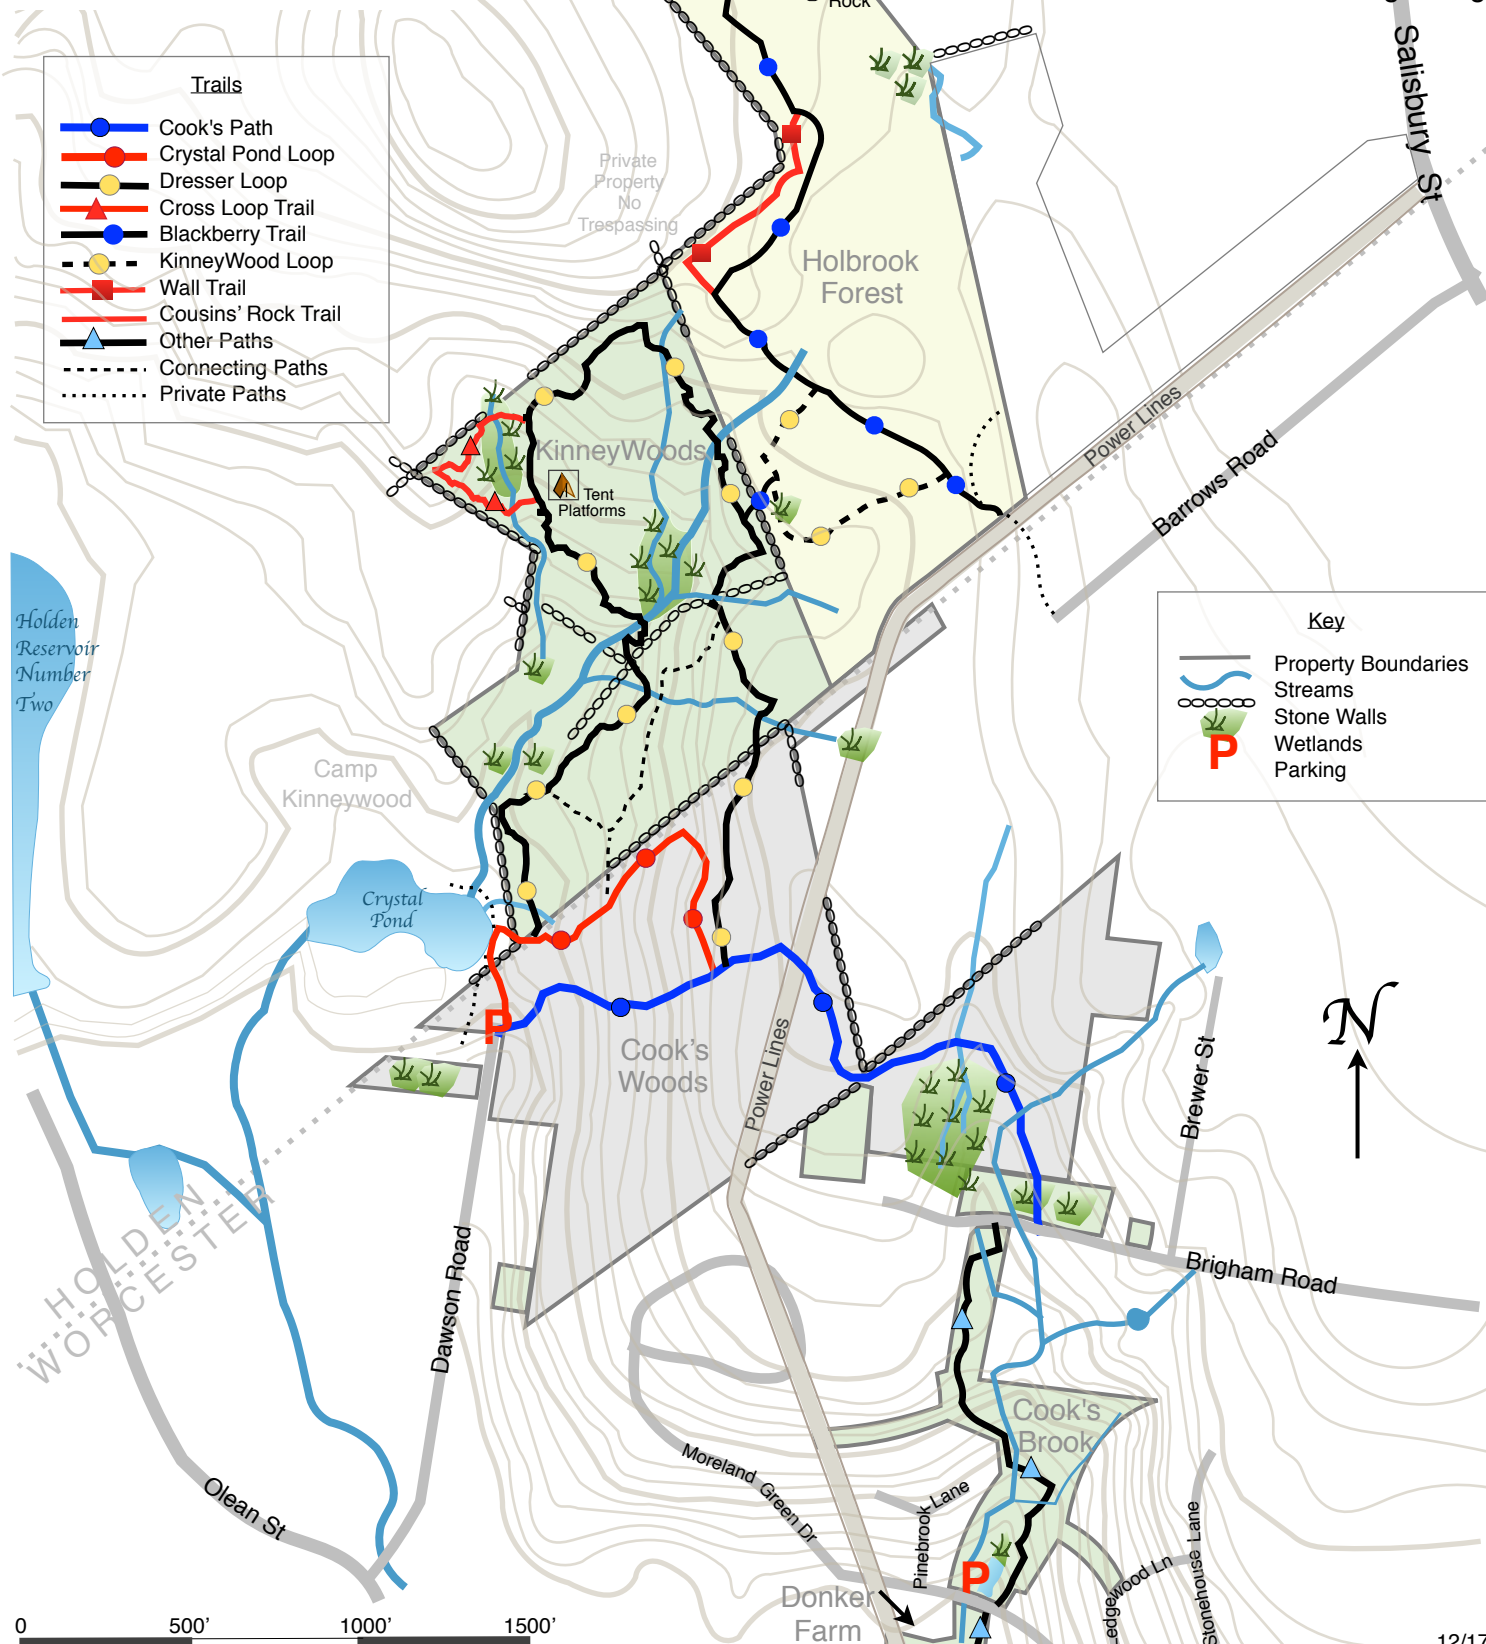 Rock
Salisbury St
Trails
Cook's Path
Crystal Pond Loop
Dresser Loop
Cross Loop Trail
Blackberry Trail
KinneyWood Loop
Wall Trail
Cousins' Rock Trail
Other Paths
Connecting Paths
Private Paths
Private
Property
No
Trespassing
Holbrook
Forest
KinneyWoods
Tent
Platforms
Power Lines
Barrows Road
Holden
Reservoir
Number
Two
Key
Property Boundaries
Streams
Stone Walls
Wetlands
P
Parking
Camp
Kinneywood
Crystal
Pond
P
Cook's
Woods
Power Lines
N
Brewer St
HOLDEN
WORCESTER
Dawson Road
Brigham Road
Cook's
Brook
Moreland Green Dr
Pinebrook Lane
Olean St
P
Ledgewood Ln
Stonehouse Lane
Donker
Farm
0 500' 1000' 1500'
12/17